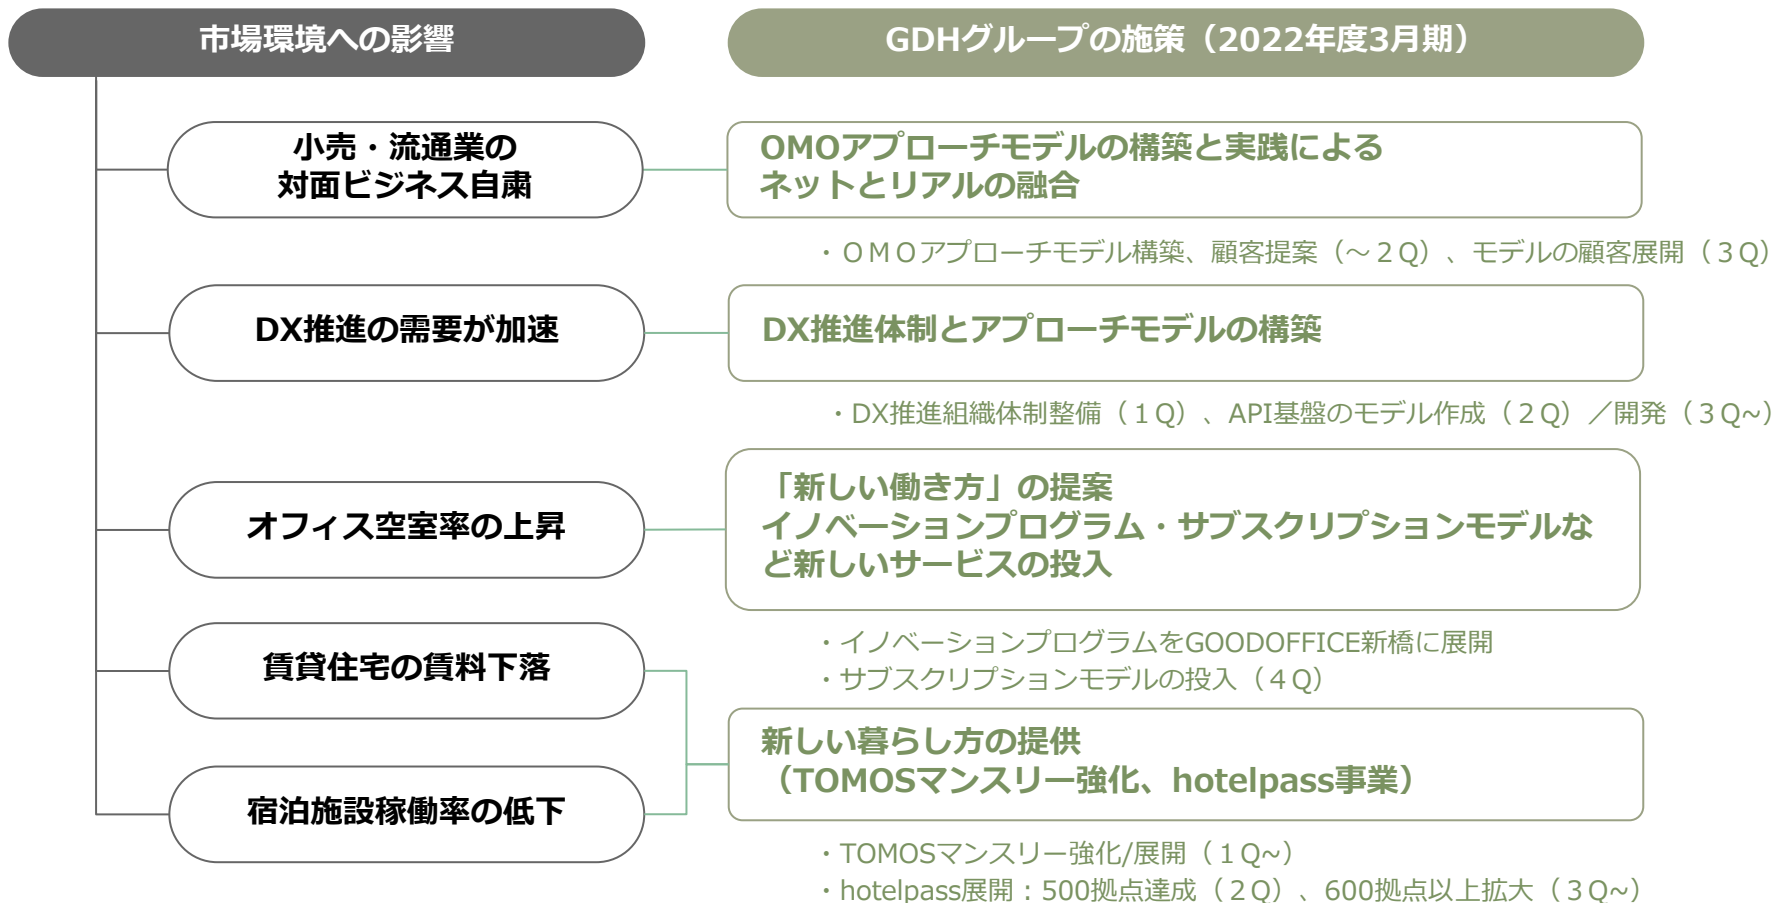 市場環境への影響
GDHグループの施策（2022年度3月期）
小売・流通業の
対面ビジネス自粛
OMOアプローチモデルの構築と実践による
ネットとリアルの融合
・ＯＭＯアプローチモデル構築、顧客提案（～２Q）、モデルの顧客展開（３Q）
DX推進の需要が加速
DX推進体制とアプローチモデルの構築
・DX推進組織体制整備（１Q）、API基盤のモデル作成（２Q）／開発（３Q~）
オフィス空室率の上昇
「新しい働き方」の提案
イノベーションプログラム・サブスクリプションモデルな
ど新しいサービスの投入
・イノベーションプログラムをGOODOFFICE新橋に展開
・サブスクリプションモデルの投入（４Q）
賃貸住宅の賃料下落
宿泊施設稼働率の低下
新しい暮らし方の提供
（TOMOSマンスリー強化、hotelpass事業）
・TOMOSマンスリー強化/展開（１Q~）
・hotelpass展開：500拠点達成（２Q）、600拠点以上拡大（３Q~）